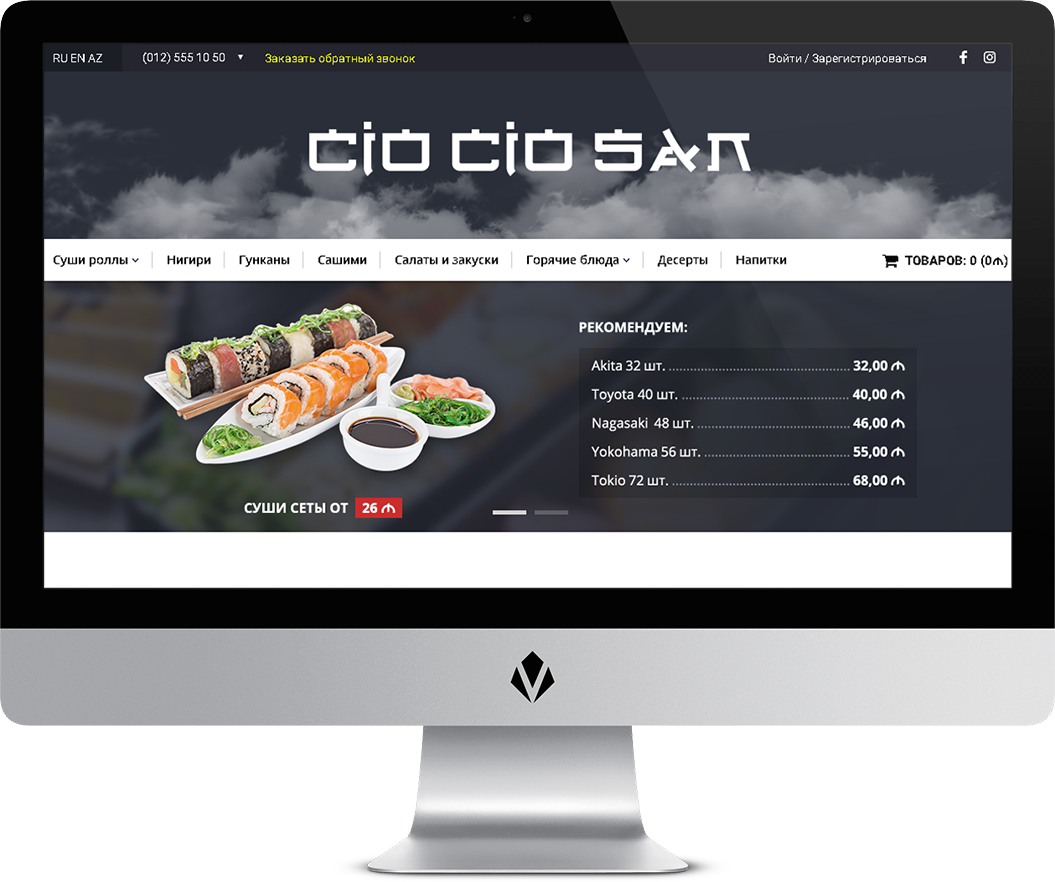 RU EN AZ (012) 555 10 50 ▼ Заказать обратный звонок Войти / Зарегистрироваться
CIO CIO SAN
Суши роллы Нигири Гунканы Сашими Салаты и закуски Горячие блюда Десерты Напитки ТОВАРОВ: 0 (0₼)
РЕКОМЕНДУЕМ:
Akita 32 шт. 32,00 ₼
Toyota 40 шт. 40,00 ₼
Nagasaki 48 шт. 46,00 ₼
Yokohama 56 шт. 55,00 ₼
Tokio 72 шт. 68,00 ₼
СУШИ СЕТЫ ОТ 26 ₼